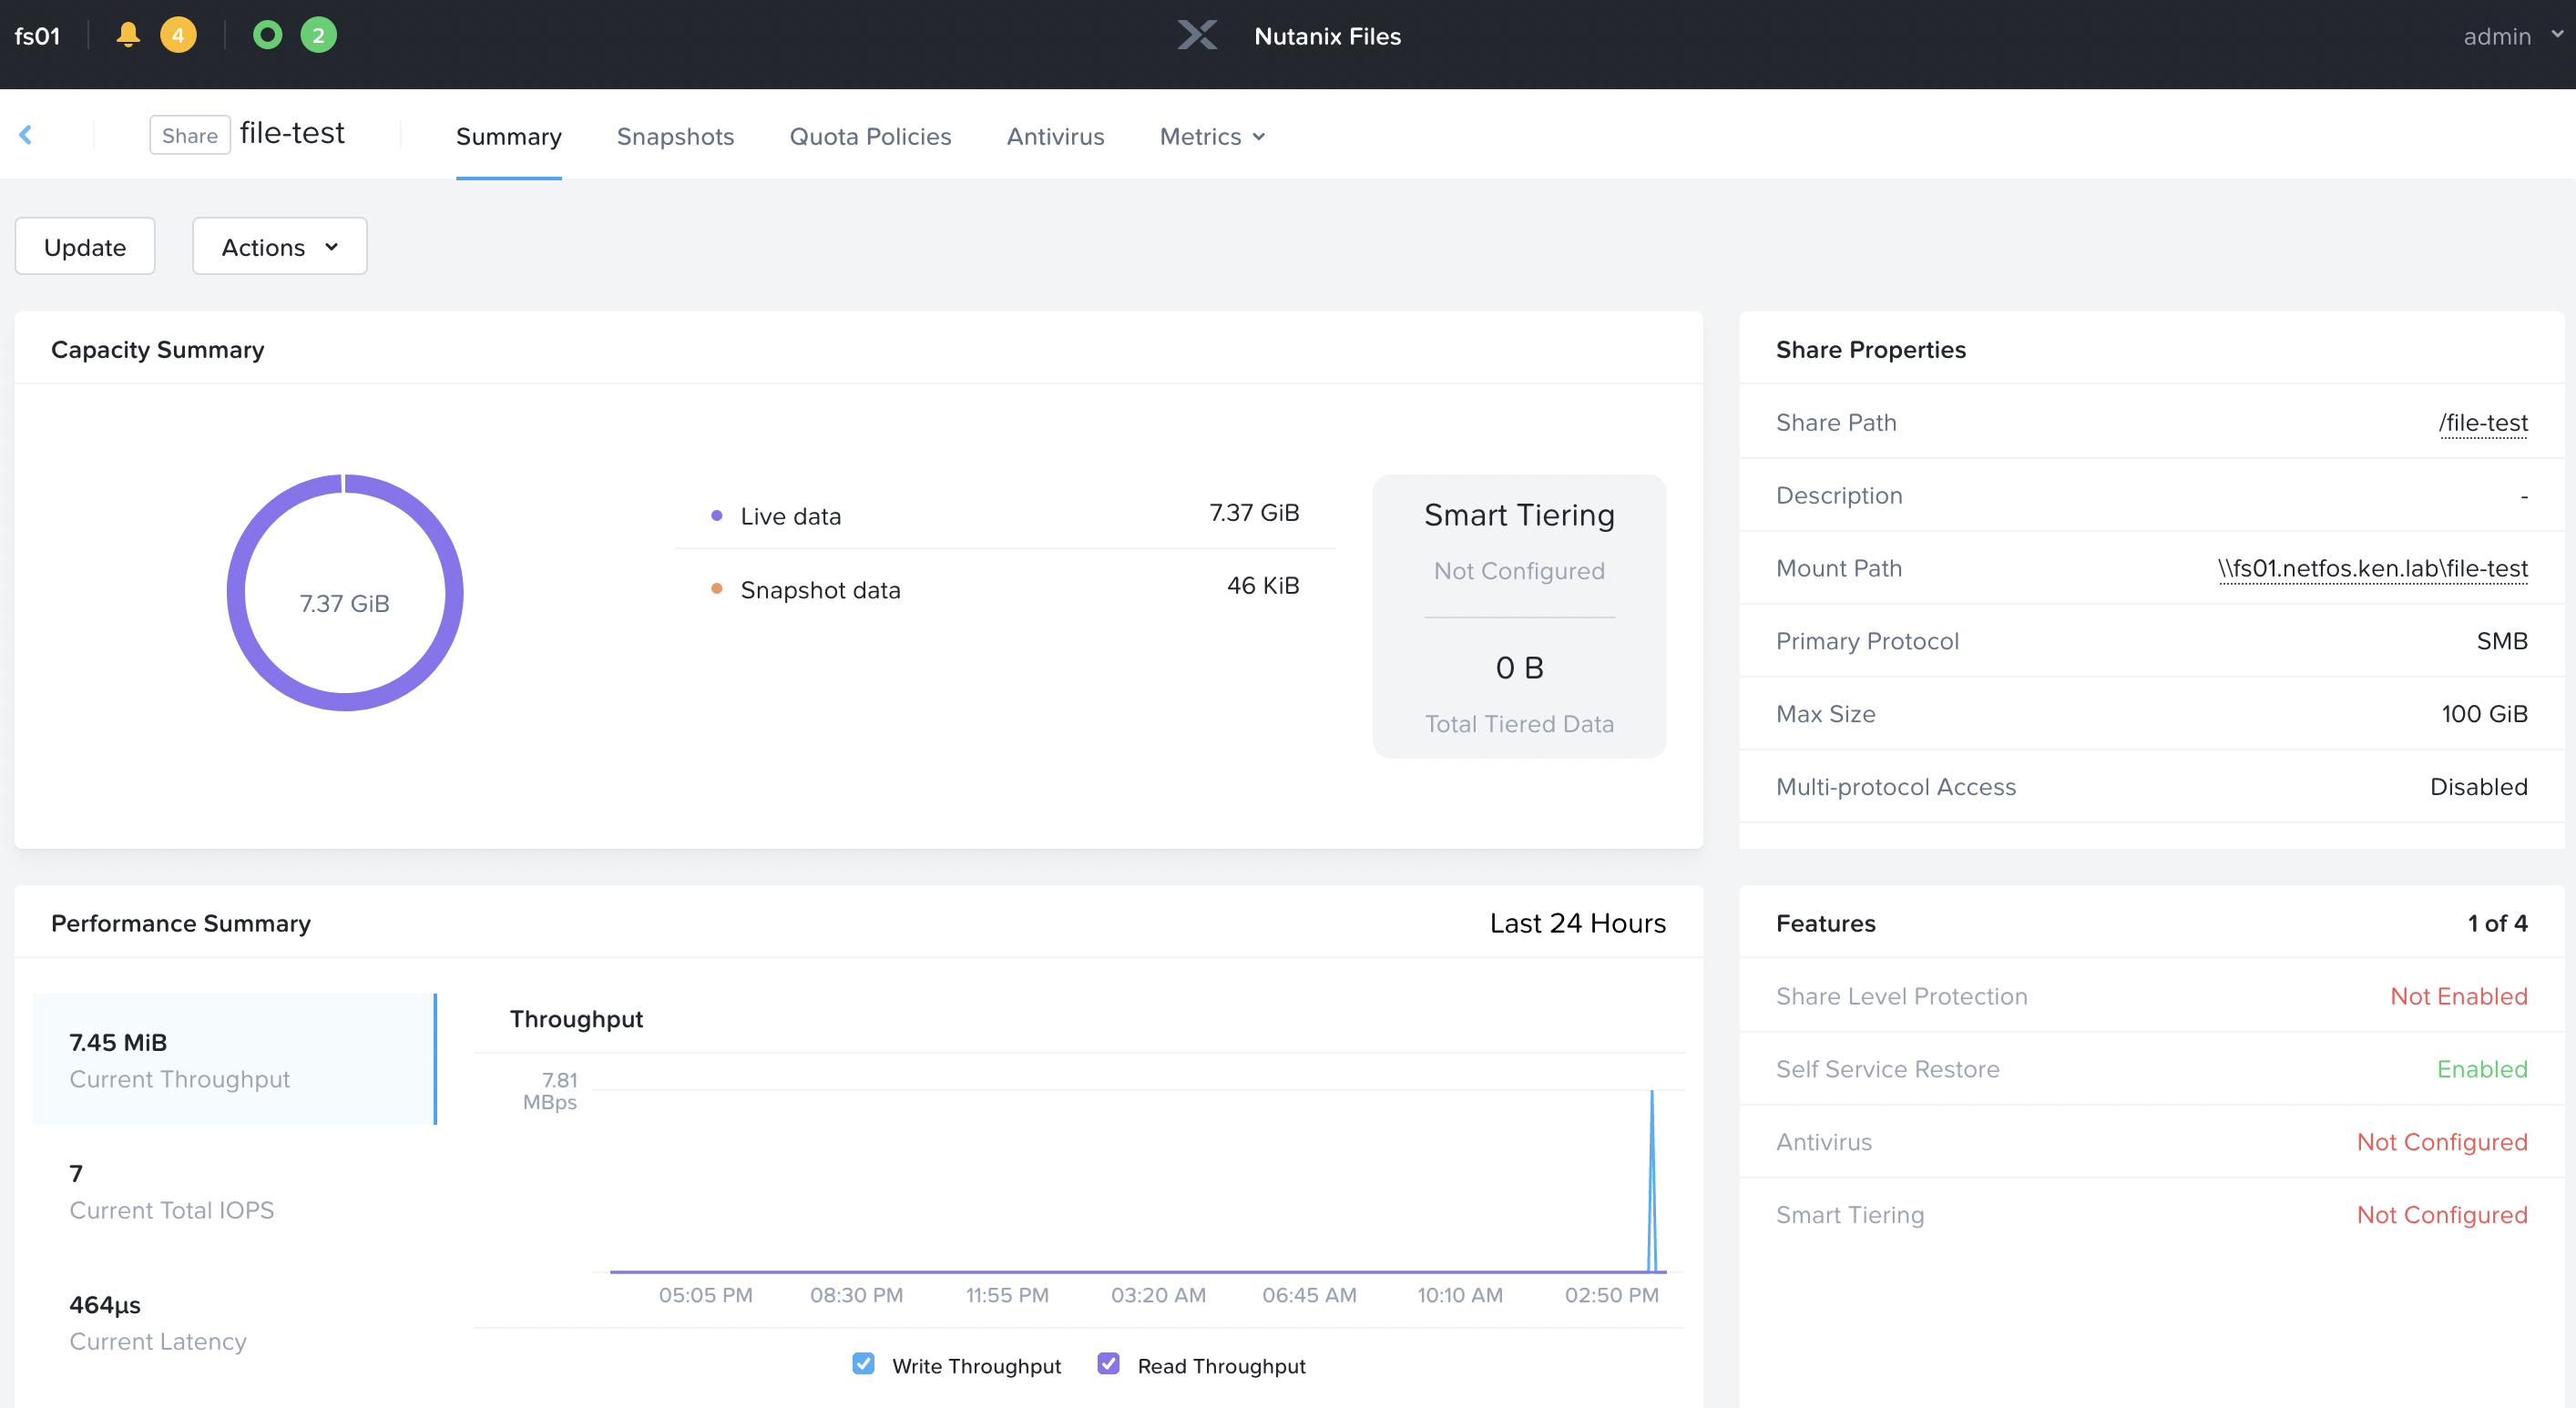 fs01
4
2
Nutanix Files
admin
Share file-test
Summary
Snapshots
Quota Policies
Antivirus
Metrics
Update
Actions
Capacity Summary
7.37 GiB
Live data 7.37 GiB
Snapshot data 46 KiB
Smart Tiering
Not Configured
0 B
Total Tiered Data
Share Properties
Share Path /file-test
Description -
Mount Path \\fs01.netfos.ken.lab\file-test
Primary Protocol SMB
Max Size 100 GiB
Multi-protocol Access Disabled
Performance Summary Last 24 Hours
7.45 MiB
Current Throughput
7
Current Total IOPS
464µs
Current Latency
Throughput
7.81
MBps
05:05 PM 08:30 PM 11:55 PM 03:20 AM 06:45 AM 10:10 AM 02:50 PM
Write Throughput Read Throughput
Features 1 of 4
Share Level Protection Not Enabled
Self Service Restore Enabled
Antivirus Not Configured
Smart Tiering Not Configured